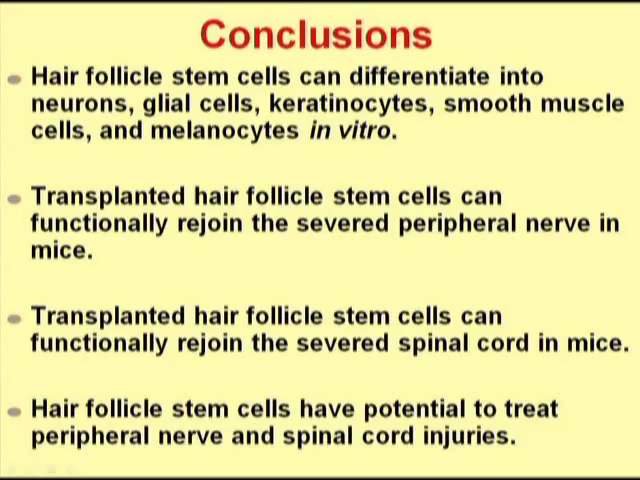 Conclusions
Hair follicle stem cells can differentiate into
neurons, glial cells, keratinocytes, smooth muscle
cells, and melanocytes in vitro.
Transplanted hair follicle stem cells can
functionally rejoin the severed peripheral nerve in
mice.
Transplanted hair follicle stem cells can
functionally rejoin the severed spinal cord in mice.
Hair follicle stem cells have potential to treat
peripheral nerve and spinal cord injuries.